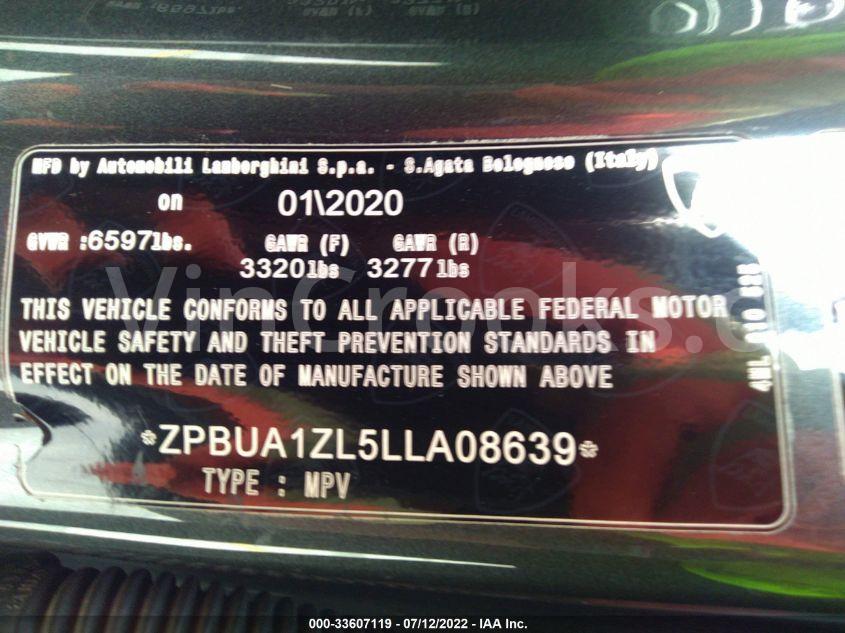 MFD by Automobili Lamborghini S.p.a. - S.Agata Bolognese (Italy)
on 01\2020
GVWR :6597lbs. GAWR (F) GAWR (R)
3320lbs 3277lbs
THIS VEHICLE CONFORMS TO ALL APPLICABLE FEDERAL MOTOR
VEHICLE SAFETY AND THEFT PREVENTION STANDARDS IN
EFFECT ON THE DATE OF MANUFACTURE SHOWN ABOVE
*ZPBUA1ZL5LLA08639*
TYPE : MPV
VinCrooks.com
000-33607119 - 07/12/2022 - IAA Inc.